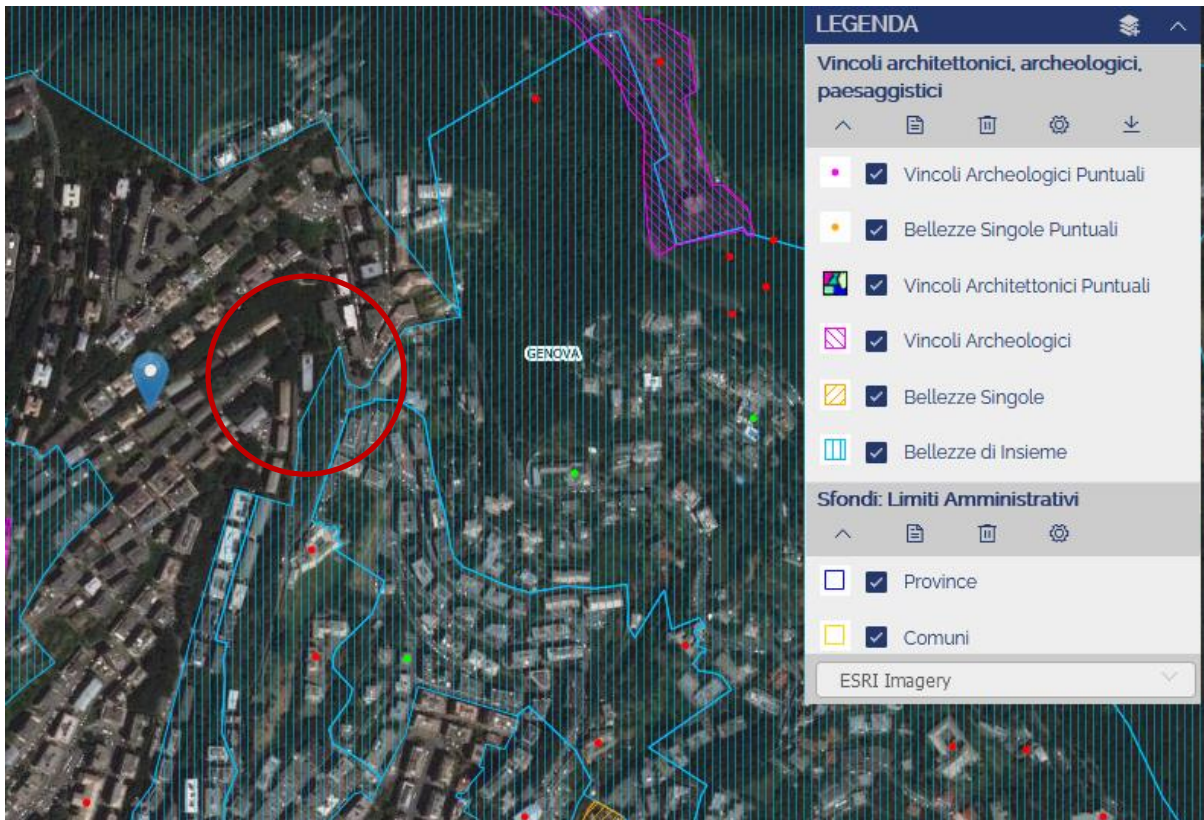 LEGENDA
Vincoli architettonici, archeologici,
paesaggistici
Vincoli Archeologici Puntuali
Bellezze Singole Puntuali
Vincoli Architettonici Puntuali
Vincoli Archeologici
Bellezze Singole
Bellezze di Insieme
Sfondi: Limiti Amministrativi
Province
Comuni
ESRI Imagery
GENOVA